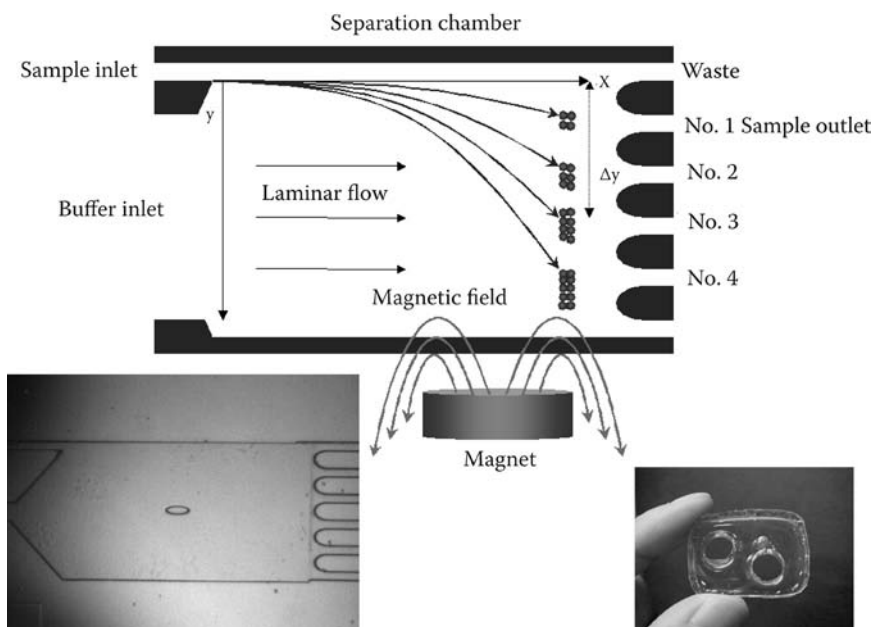 Separation chamber
Sample inlet
X
Waste
y
No. 1 Sample outlet
Δy
No. 2
Laminar flow
Buffer inlet
No. 3
No. 4
Magnetic field
Magnet